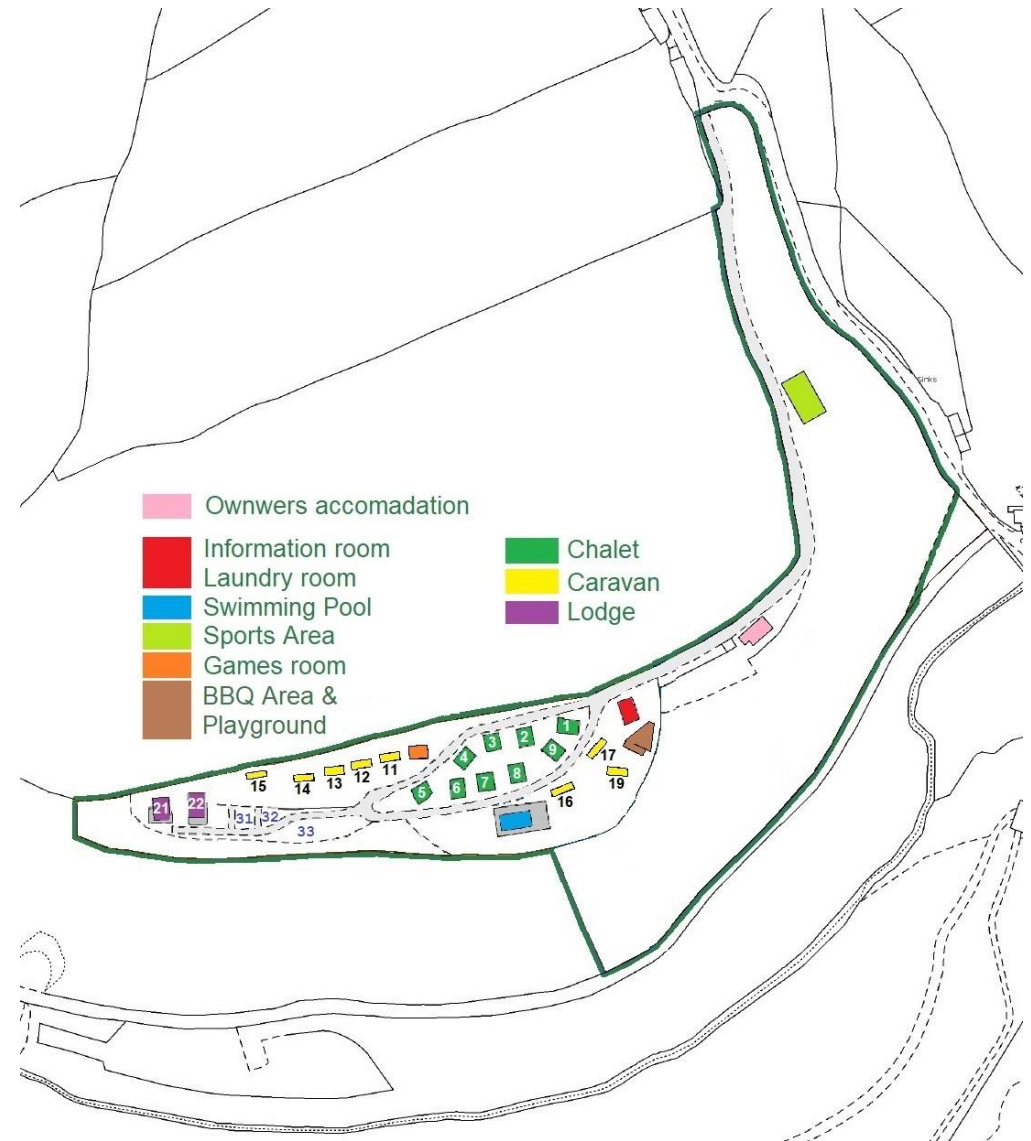 Sinks
Ownwers accomadation
Information room
Laundry room
Swimming Pool
Sports Area
Games room
BBQ Area &
Playground
Chalet
Caravan
Lodge
1
2
3
4
9
17
11
12
13
14
15
5
6
7
8
19
16
21
22
31
32
33